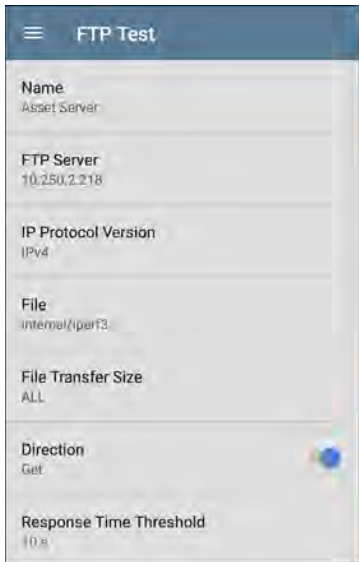 FTP Test
Name
Asset Server
FTP Server
10.250.2.218
IP Protocol Version
IPv4
File
internal/iperf3
File Transfer Size
ALL
Direction
Get
Response Time Threshold
10 s